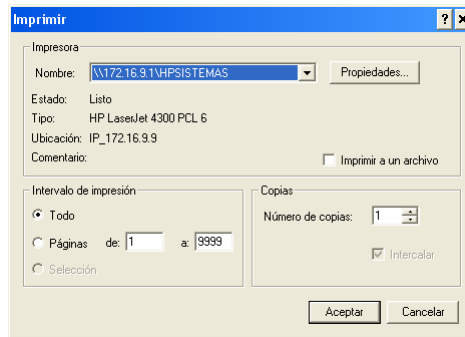 Imprimir
Impresora
Nombre: \\172.16.9.1\HPSISTEMAS Propiedades...
Estado: Listo
Tipo: HP LaserJet 4300 PCL 6
Ubicación: IP_172.16.9.9
Comentario: Imprimir a un archivo
Intervalo de impresión Copias
Todo Número de copias: 1
Páginas de: 1 a: 9999
Intercalar
Selección
Aceptar Cancelar